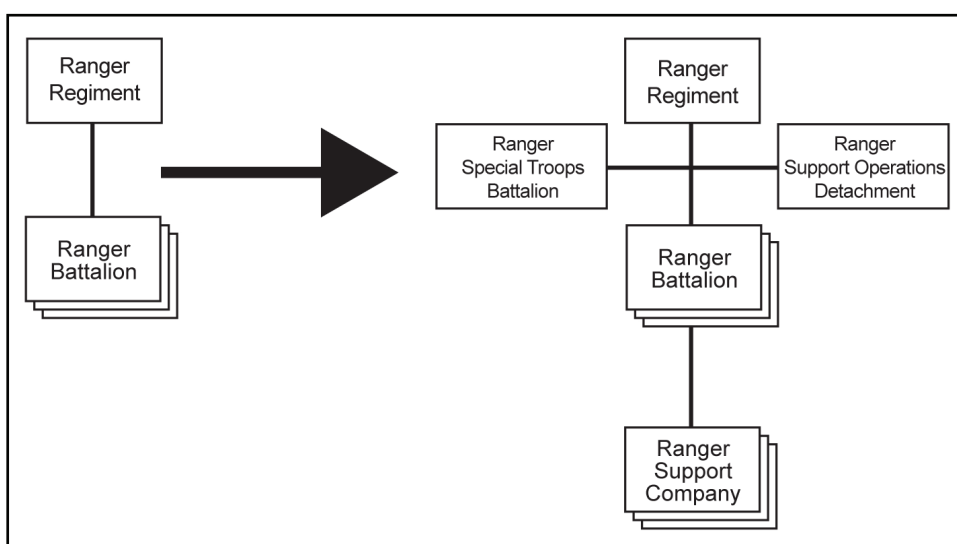 Ranger
Regiment
Ranger
Battalion
Ranger
Regiment
Ranger
Special Troops
Battalion
Ranger
Support Operations
Detachment
Ranger
Battalion
Ranger
Support
Company